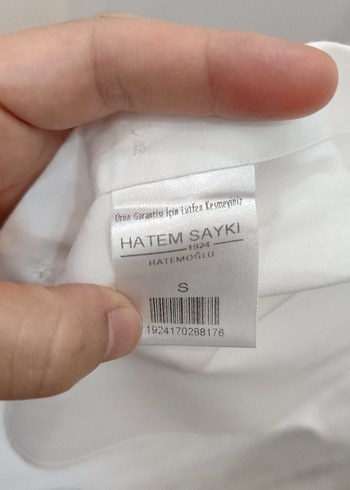 Ürün Garantisi İçin Lütfen Kesmeyiniz
HATEM SAYKI
1924
HATEMOĞLU
S
1924170288176